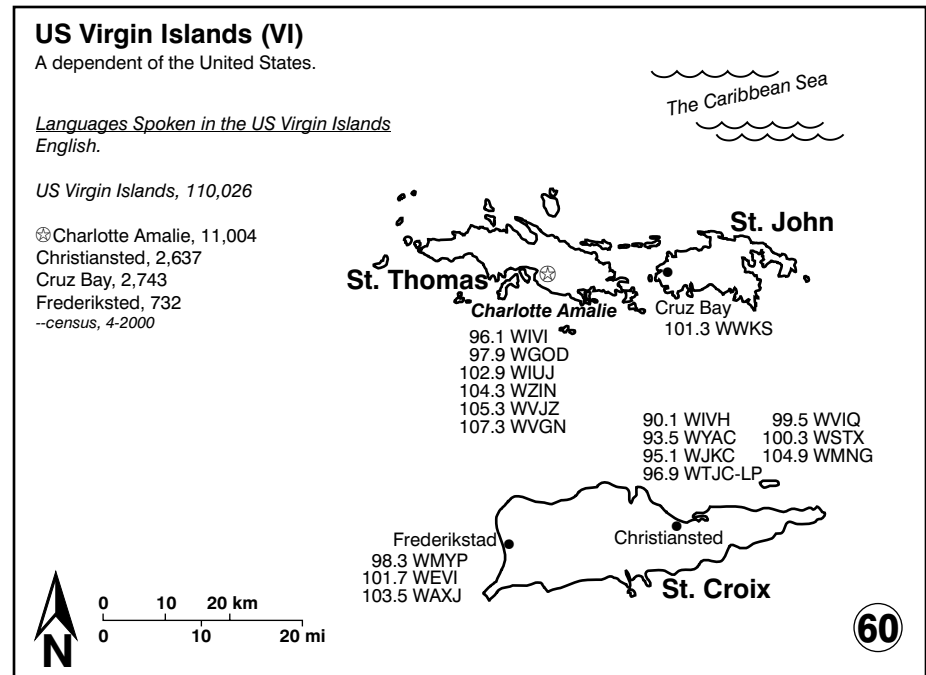 US Virgin Islands (VI)
A dependent of the United States.
Languages Spoken in the US Virgin Islands
English.
US Virgin Islands, 110,026
Charlotte Amalie, 11,004
Christiansted, 2,637
Cruz Bay, 2,743
Frederiksted, 732
--census, 4-2000
The Caribbean Sea
St. John
St. Thomas
Charlotte Amalie
96.1 WIVI
97.9 WGOD
102.9 WIUJ
104.3 WZIN
105.3 WVJZ
107.3 WVGN
Cruz Bay
101.3 WWKS
90.1 WIVH
93.5 WYAC
95.1 WJKC
96.9 WTJC-LP
99.5 WVIQ
100.3 WSTX
104.9 WMNG
Frederikstad
98.3 WMYP
101.7 WEVI
103.5 WAXJ
Christiansted
St. Croix
N
0 10 20 km
0 10 20 mi
60